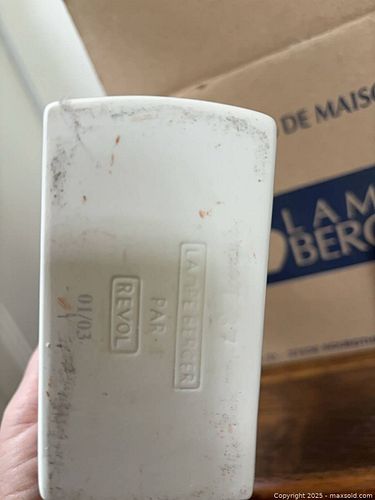 LAMPE BERGER
PAR
REVOL
01/03
DE MAISO
LAM
BERG
Copyright © 2025 - maxsold.com